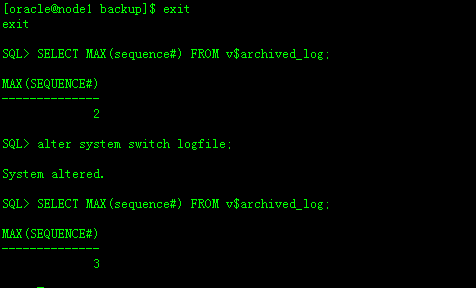 [oracle@node1 backup]$ exit
exit
SQL> SELECT MAX(sequence#) FROM v$archived_log;
MAX(SEQUENCE#)
--------------
2
SQL> alter system switch logfile;
System altered.
SQL> SELECT MAX(sequence#) FROM v$archived_log;
MAX(SEQUENCE#)
--------------
3